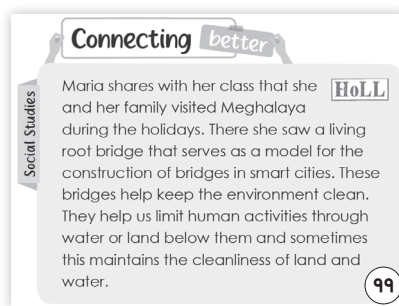 Connecting better
Social Studies
Maria shares with her class that she
HoLL
and her family visited Meghalaya
during the holidays. There she saw a living
root bridge that serves as a model for the
construction of bridges in smart cities. These
bridges help keep the environment clean.
They help us limit human activities through
water or land below them and sometimes
this maintains the cleanliness of land and
water.
99